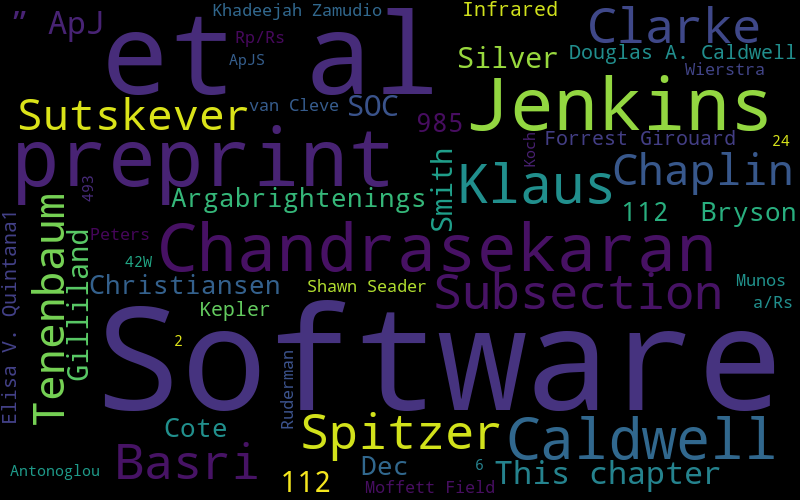 ” ApJ
et al
Khadeejah Zamudio
Infrared
Clarke
Rp/Rs
ApJS
Silver
Douglas A. Caldwell
Wierstra
Sutskever
van Cleve
SOC
985
Jenkins
preprint
Koch
Forrest Girouard
24
493
Argabrightenings
Smith
Klaus
Chaplin
112
Bryson
Elisa V. Quintana1
Tenenbaum
Gilliland
Peters
42W
Chandrasekaran
Christiansen
Shawn Seader
Subsection
Munos
a/Rs
Kepler
2
Software
Ruderman
Cote
Spitzer
Caldwell
Antonoglou
Basri
112
Dec
6
This chapter
Moffett Field